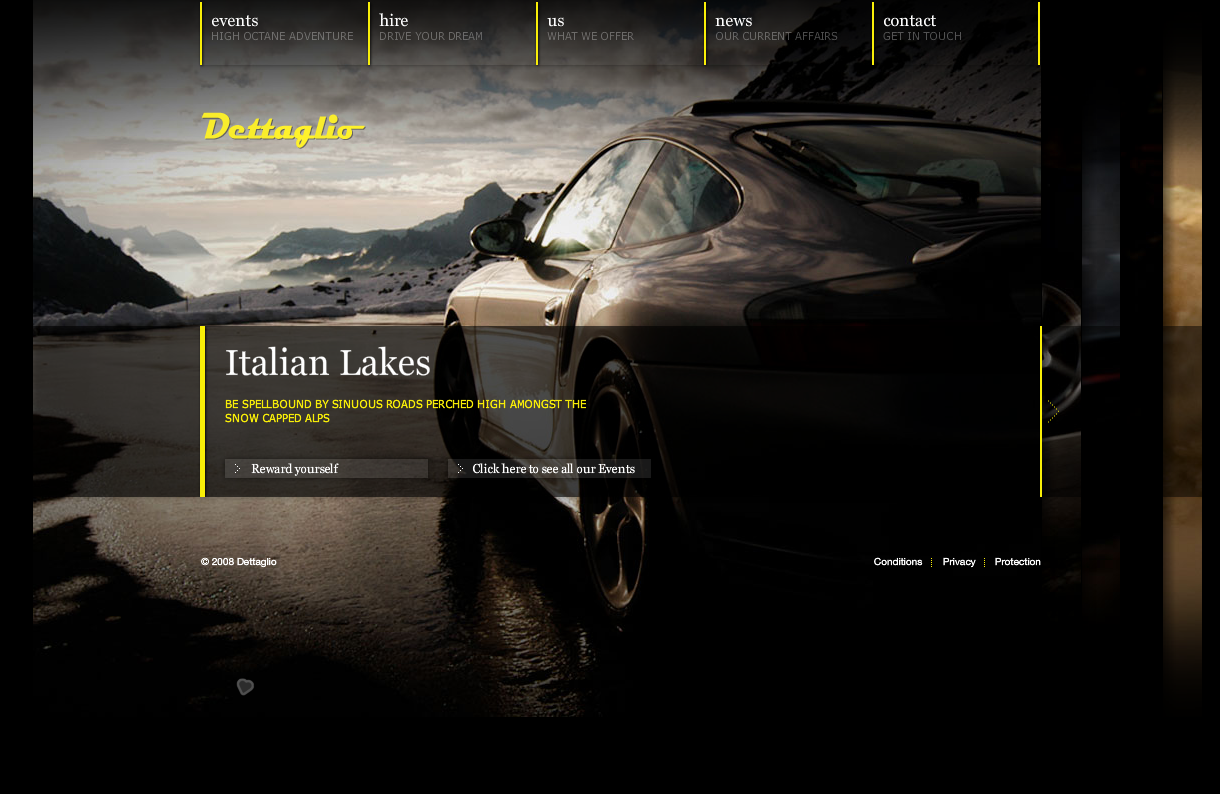 events
HIGH OCTANE ADVENTURE
hire
DRIVE YOUR DREAM
us
WHAT WE OFFER
news
OUR CURRENT AFFAIRS
contact
GET IN TOUCH
Dettaglio
Italian Lakes
BE SPELLBOUND BY SINUOUS ROADS PERCHED HIGH AMONGST THE
SNOW CAPPED ALPS
Reward yourself
Click here to see all our Events
© 2008 Dettaglio
Conditions
Privacy
Protection